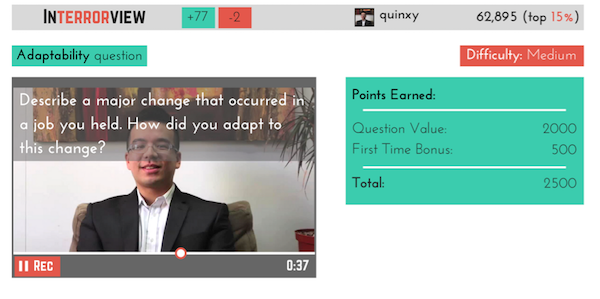 INTERRORVIEW
+77
-2
quinxy
62,895 (top 15%)
Adaptability question
Difficulty: Medium
Describe a major change that occurred in
a job you held. How did you adapt to
this change?
Rec
0:37
Points Earned:
Question Value: 2000
First Time Bonus: 500
Total: 2500